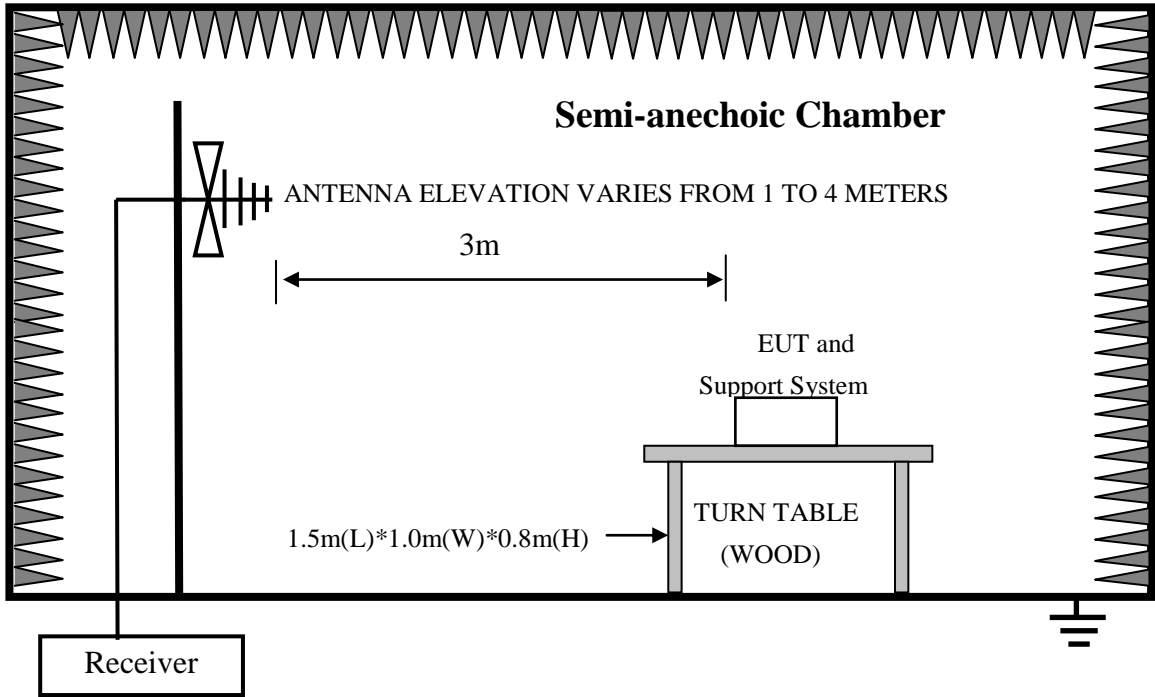 Semi-anechoic Chamber
ANTENNA ELEVATION VARIES FROM 1 TO 4 METERS
3m
EUT and
Support System
TURN TABLE
1.5m(L)*1.0m(W)*0.8m(H)
(WOOD)
Receiver